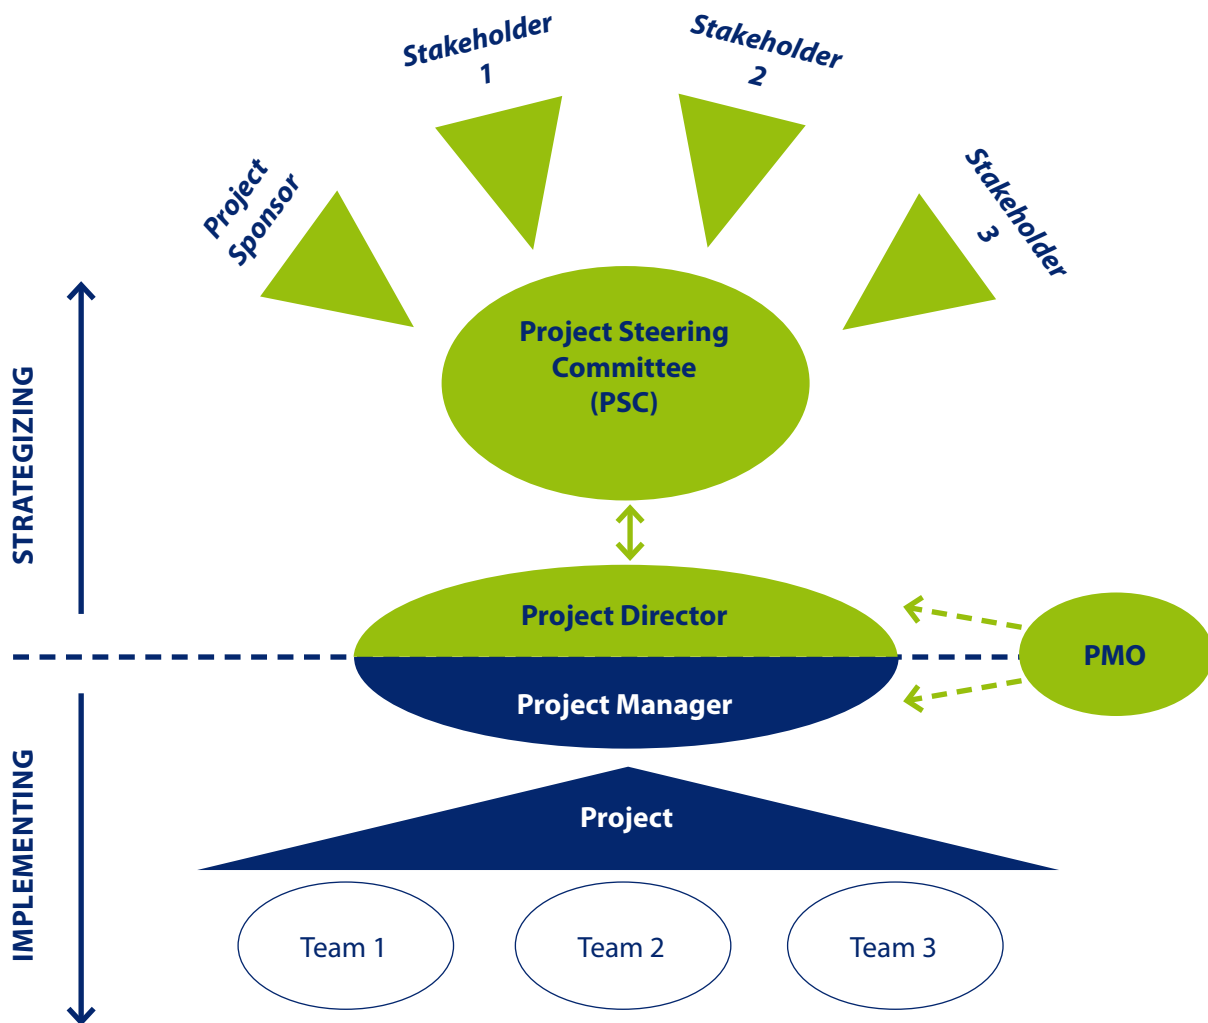 Stakeholder
1
Stakeholder
2
Project
Sponsor
Stakeholder
3
Project Steering
Committee
(PSC)
STRATEGIZING
Project Director
PMO
Project Manager
IMPLEMENTING
Project
Team 1
Team 2
Team 3